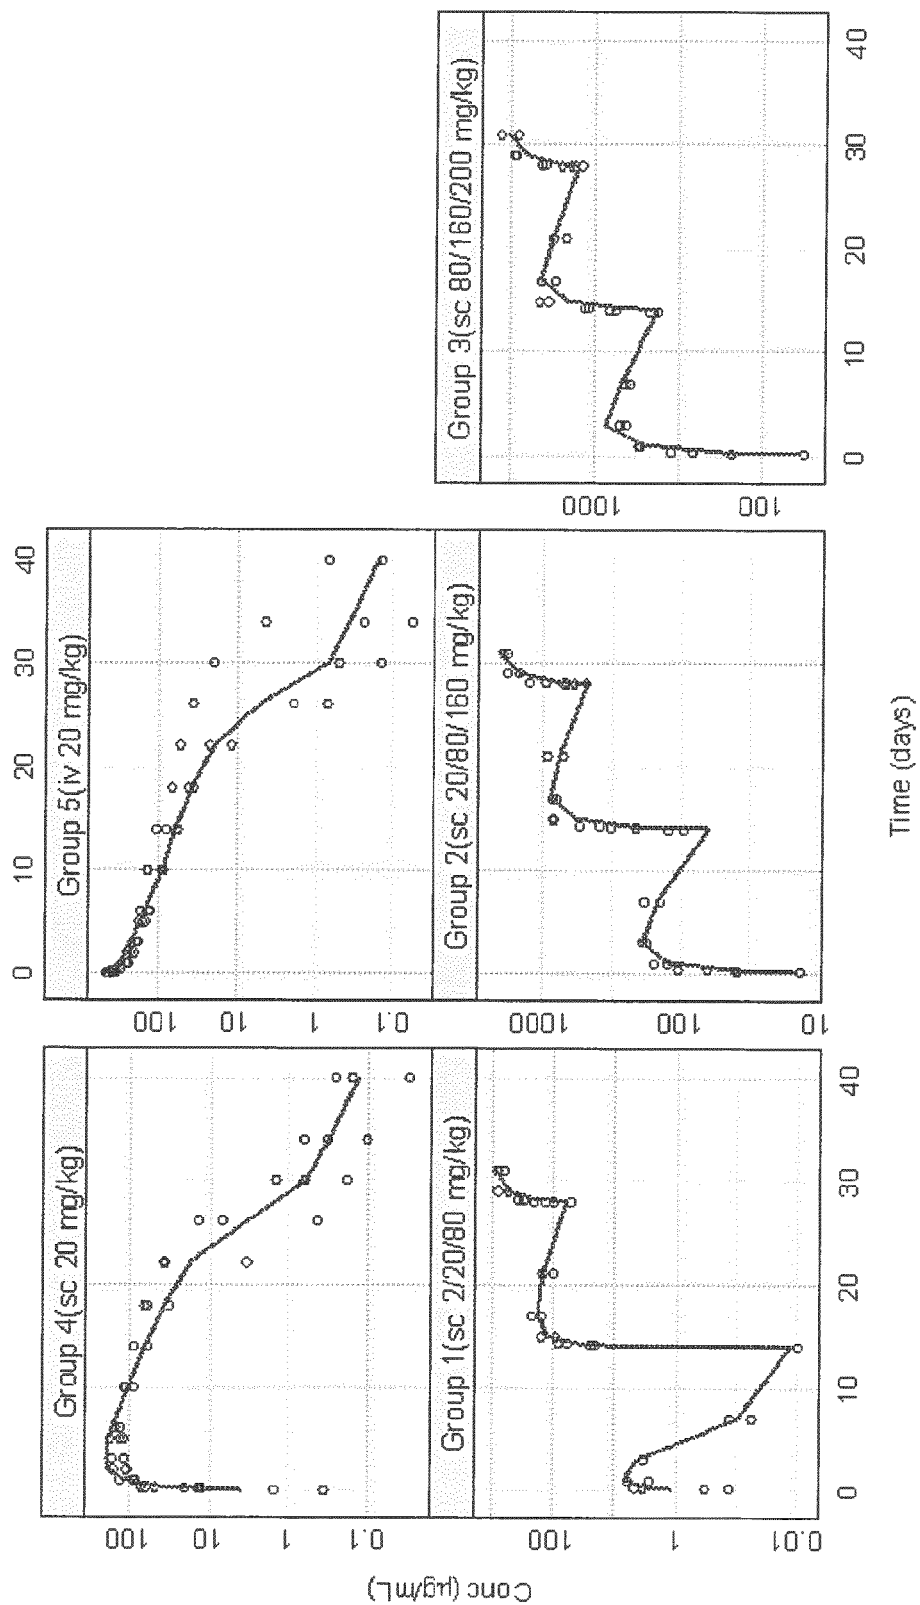 Group 4(sc 20 mg/kg)
Group 5(iv 20 mg/kg)
0 10 20 30 40
100
10
1
0.1
100
10
1
0.1
Group 1(sc 2/20/80 mg/kg)
Group 2(sc 20/80/160 mg/kg)
Group 3(sc 80/160/200 mg/kg)
100
1
0.01
1000
100
10
1000
100
0 10 20 30 40
0 10 20 30 40
Conc (µg/mL)
Time (days)